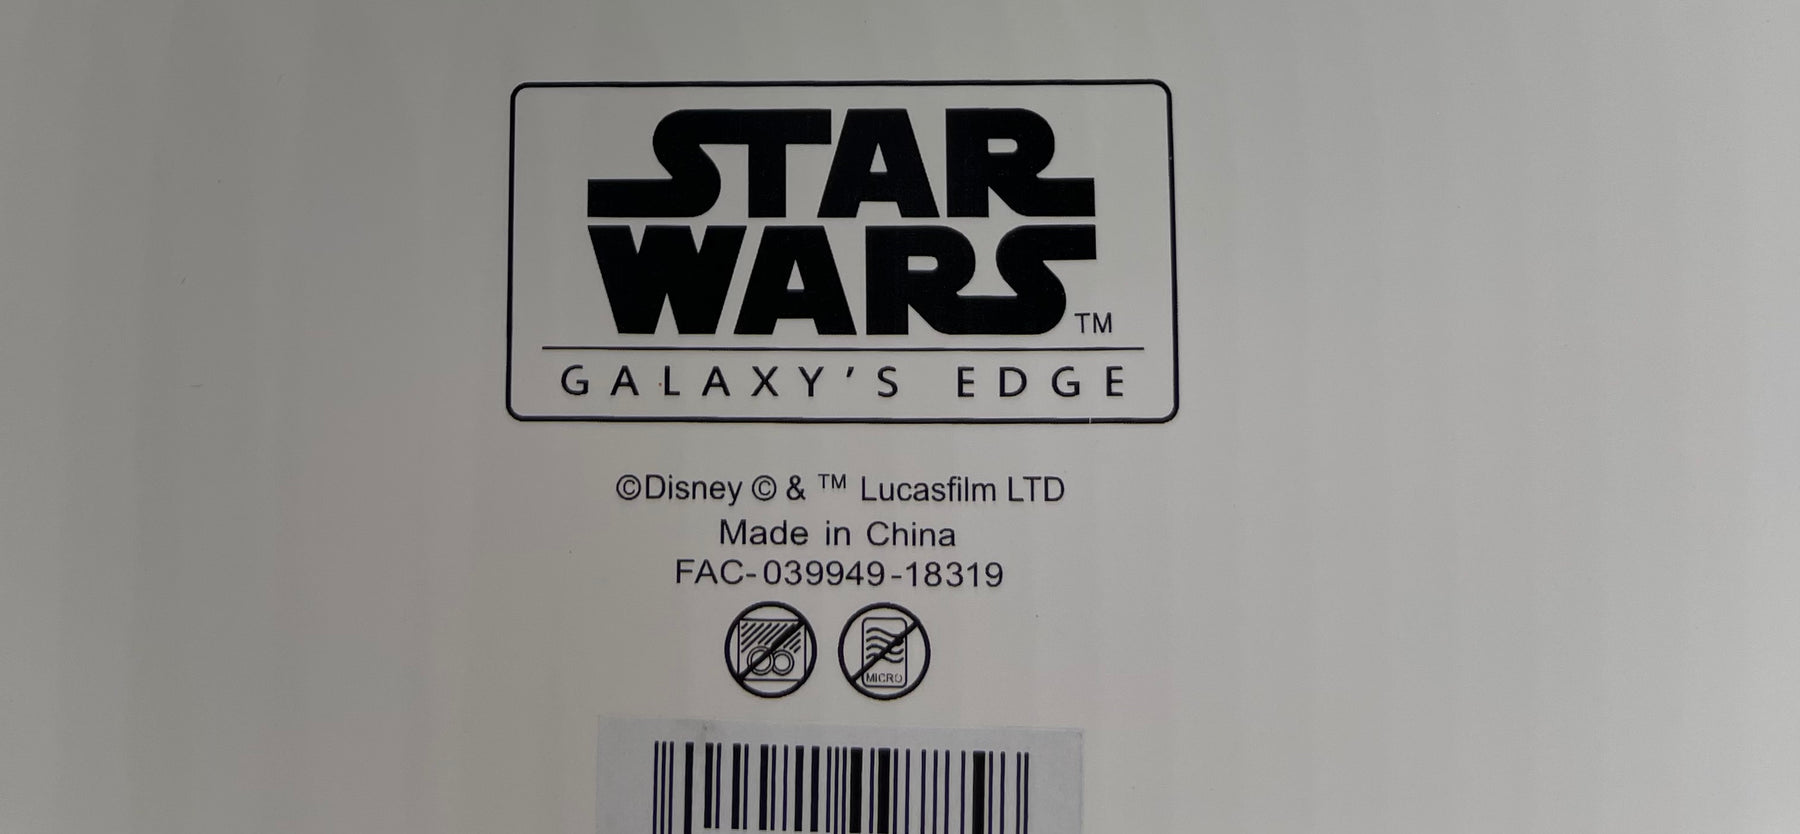 STAR
WARS TM
GALAXY'S EDGE
©Disney © & ™ Lucasfilm LTD
Made in China
FAC-039949-18319
MICRO